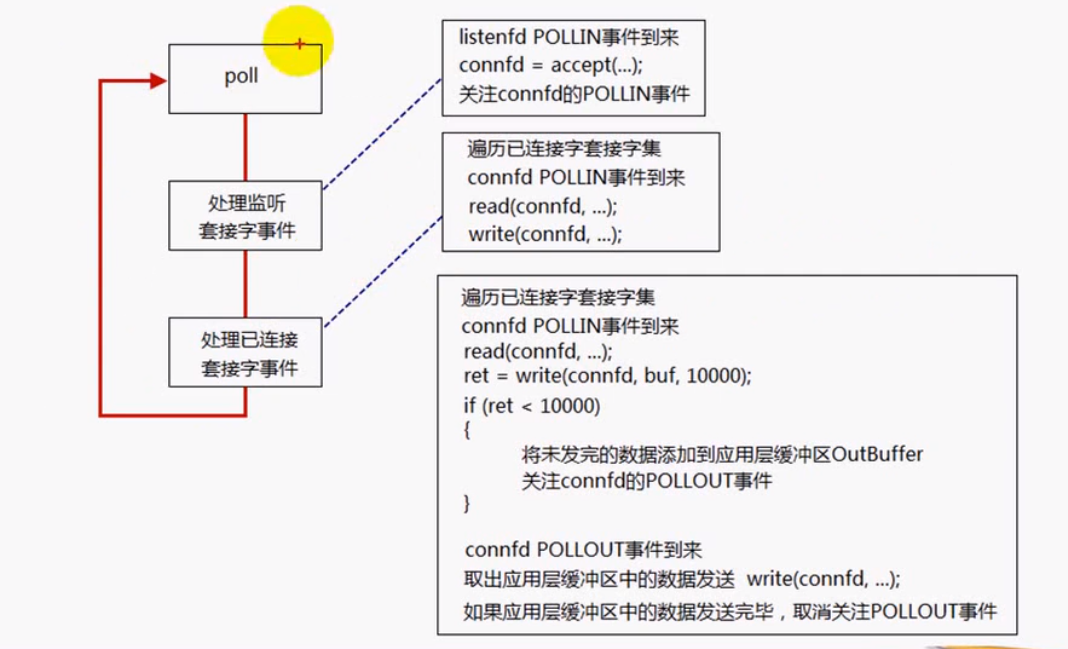 poll
处理监听
套接字事件
处理已连接
套接字事件
listenfd POLLIN事件到来
connfd = accept(...);
关注connfd的POLLIN事件
遍历已连接字套接字集
connfd POLLIN事件到来
read(connfd, ...);
write(connfd, ...);
遍历已连接字套接字集
connfd POLLIN事件到来
read(connfd, ...);
ret = write(connfd, buf, 10000);
if (ret < 10000)
{
将未发完的数据添加到应用层缓冲区OutBuffer
关注connfd的POLLOUT事件
}
connfd POLLOUT事件到来
取出应用层缓冲区中的数据发送 write(connfd, ...);
如果应用层缓冲区中的数据发送完毕，取消关注POLLOUT事件